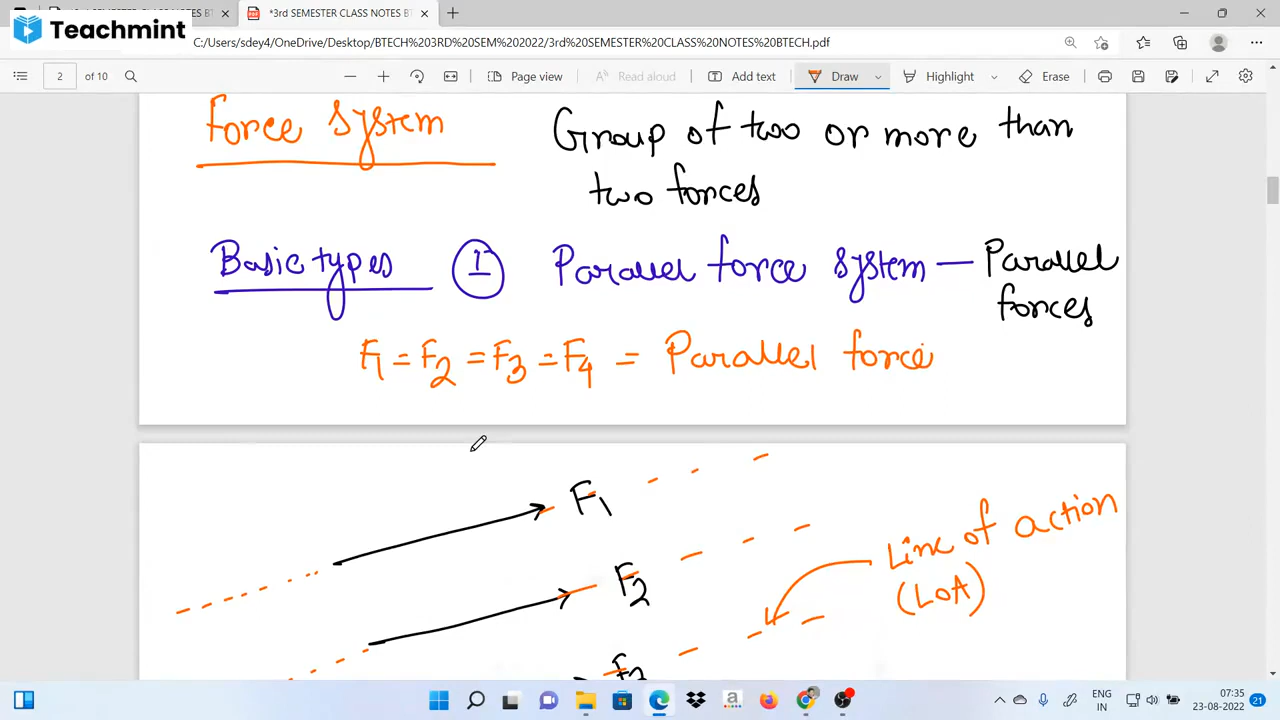 *3rd SEMESTER CLASS NOTES BT
Teachmint
C:/Users/sdey4/OneDrive/Desktop/BTECH%203RD%20SEM%202022/3rd%20SEMESTER%20CLASS%20NOTES%20BTECH.pdf
2 of 10 Page view Read aloud Add text Draw Highlight Erase
Force system Group of two or more than
two forces
Basic types I Parallel force system — Parallel
forces
F1 = F2 = F3 = F4 = Parallel force
F1
Line of action
F2
(LOA)
ENG 07:35
IN 23-08-2022 21